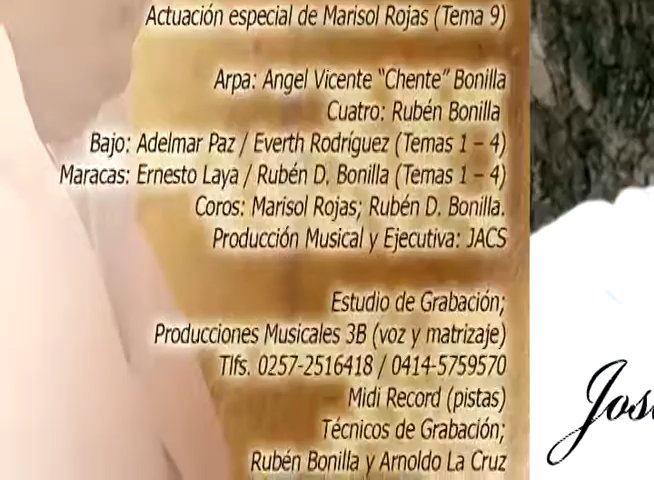 Actuación especial de Marisol Rojas (Tema 9)
Arpa: Angel Vicente "Chente" Bonilla
Cuatro: Rubén Bonilla
Bajo: Adelmar Paz / Everth Rodríguez (Temas 1 – 4)
Maracas: Ernesto Laya / Rubén D. Bonilla (Temas 1 – 4)
Coros: Marisol Rojas; Rubén D. Bonilla.
Producción Musical y Ejecutiva: JACS
Estudio de Grabación;
Producciones Musicales 3B (voz y matrizaje)
Tlfs. 0257-2516418 / 0414-5759570
Midi Record (pistas)
Técnicos de Grabación;
Rubén Bonilla y Arnoldo La Cruz